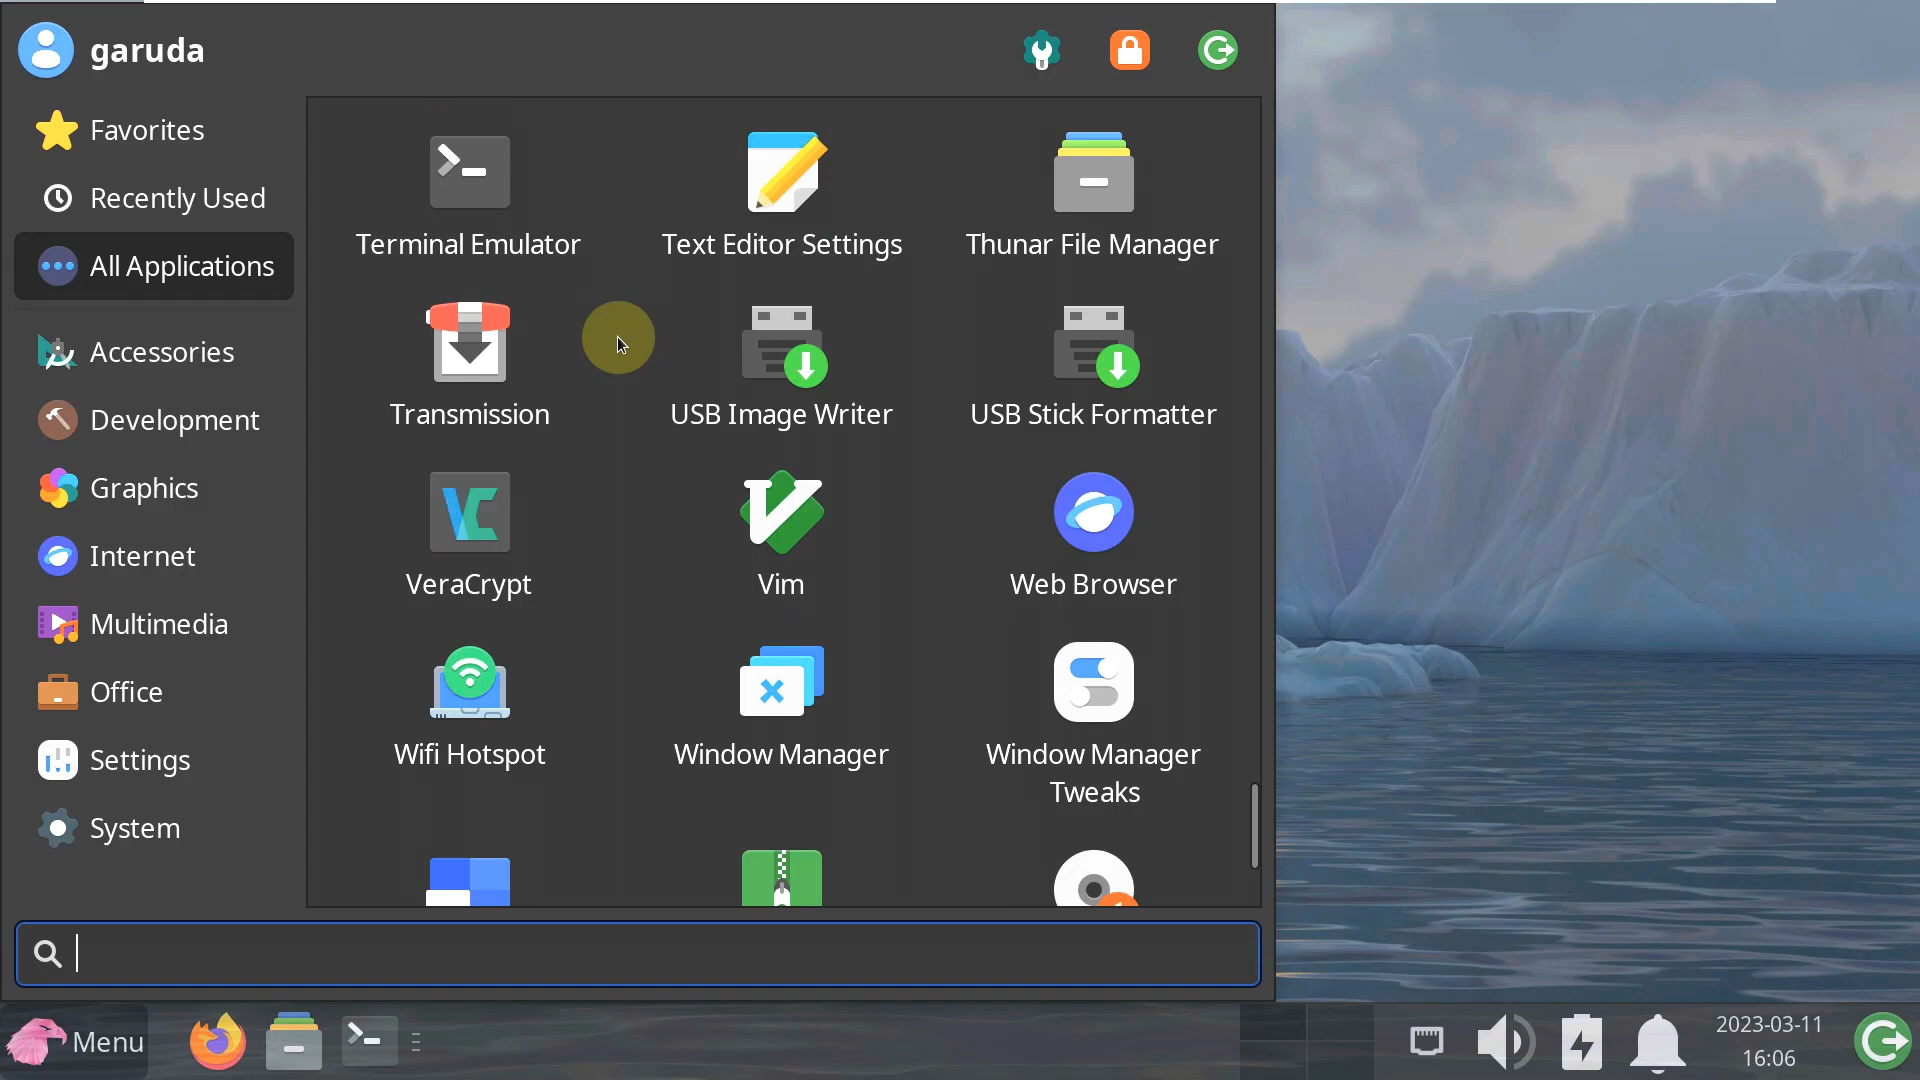 garuda
Favorites
Recently Used
All Applications
Accessories
Development
Graphics
Internet
Multimedia
Office
Settings
System
Terminal Emulator
Text Editor Settings
Thunar File Manager
Transmission
USB Image Writer
USB Stick Formatter
VeraCrypt
Vim
Web Browser
Wifi Hotspot
Window Manager
Window Manager
Tweaks
Menu
2023-03-11
16:06